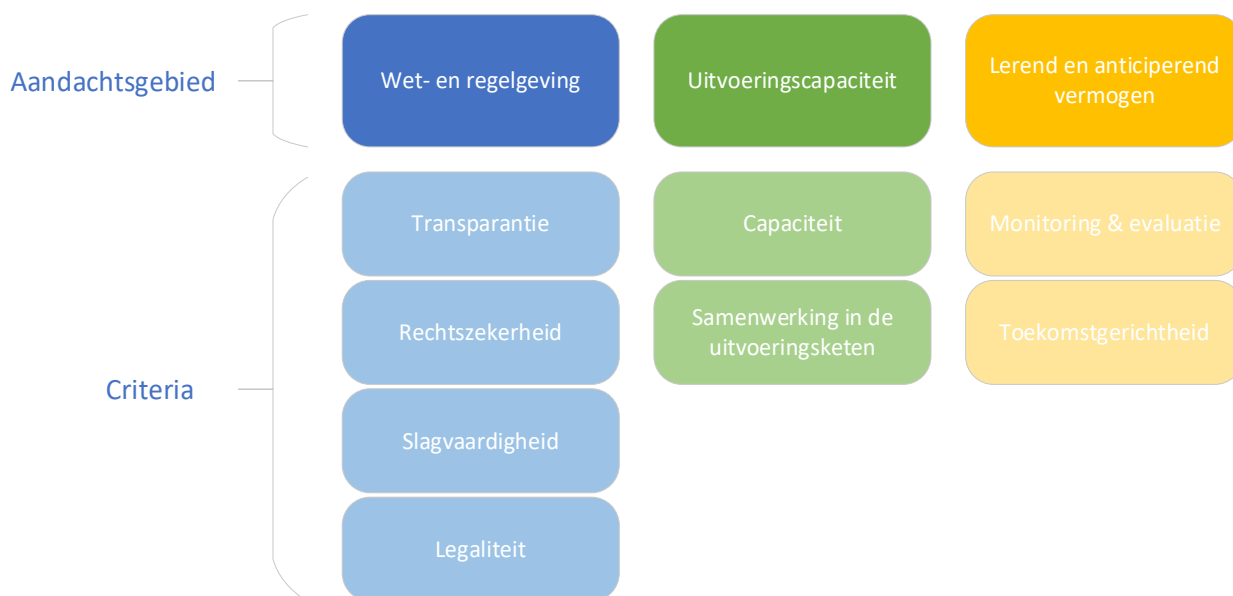 Aandachtsgebied
Wet- en regelgeving
Uitvoeringscapaciteit
Lerend en anticiperend
vermogen
Criteria
Transparantie
Capaciteit
Monitoring & evaluatie
Rechtszekerheid
Samenwerking in de
uitvoeringsketen
Toekomstgerichtheid
Slagvaardigheid
Legaliteit